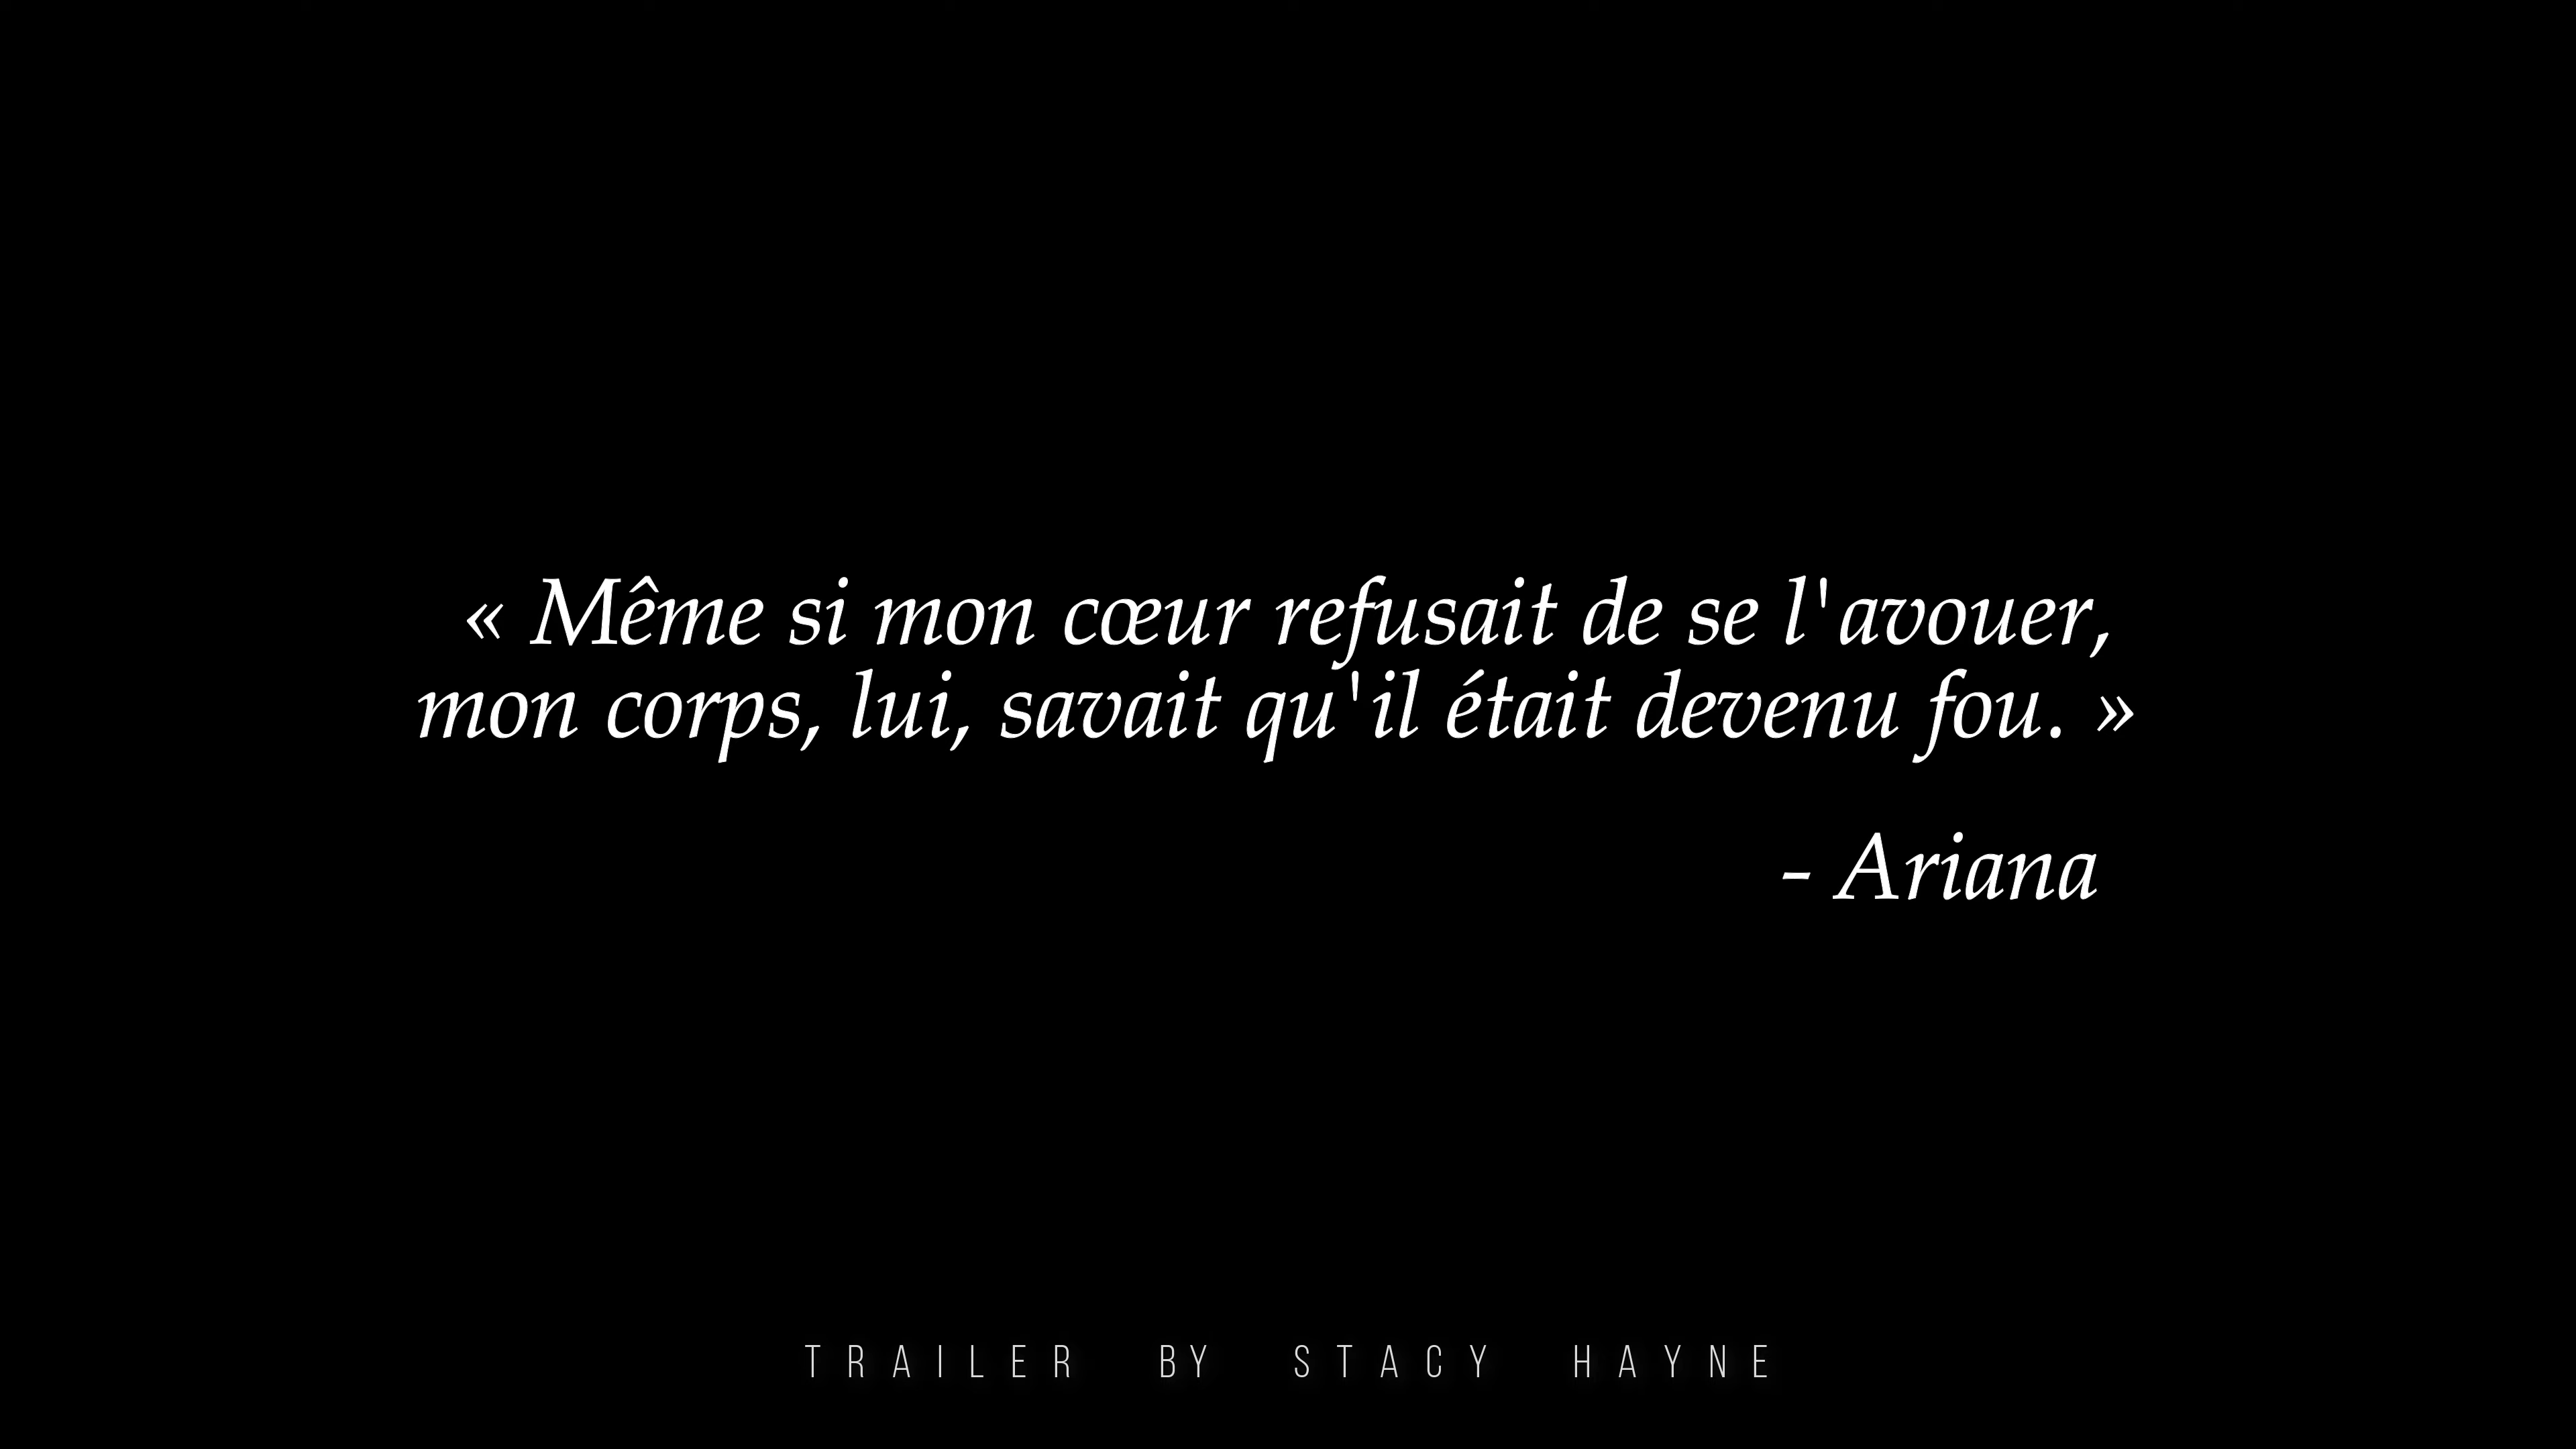 « Même si mon cœur refusait de se l'avouer,
mon corps, lui, savait qu'il était devenu fou. »
- Ariana
TRAILER BY STACY HAYNE